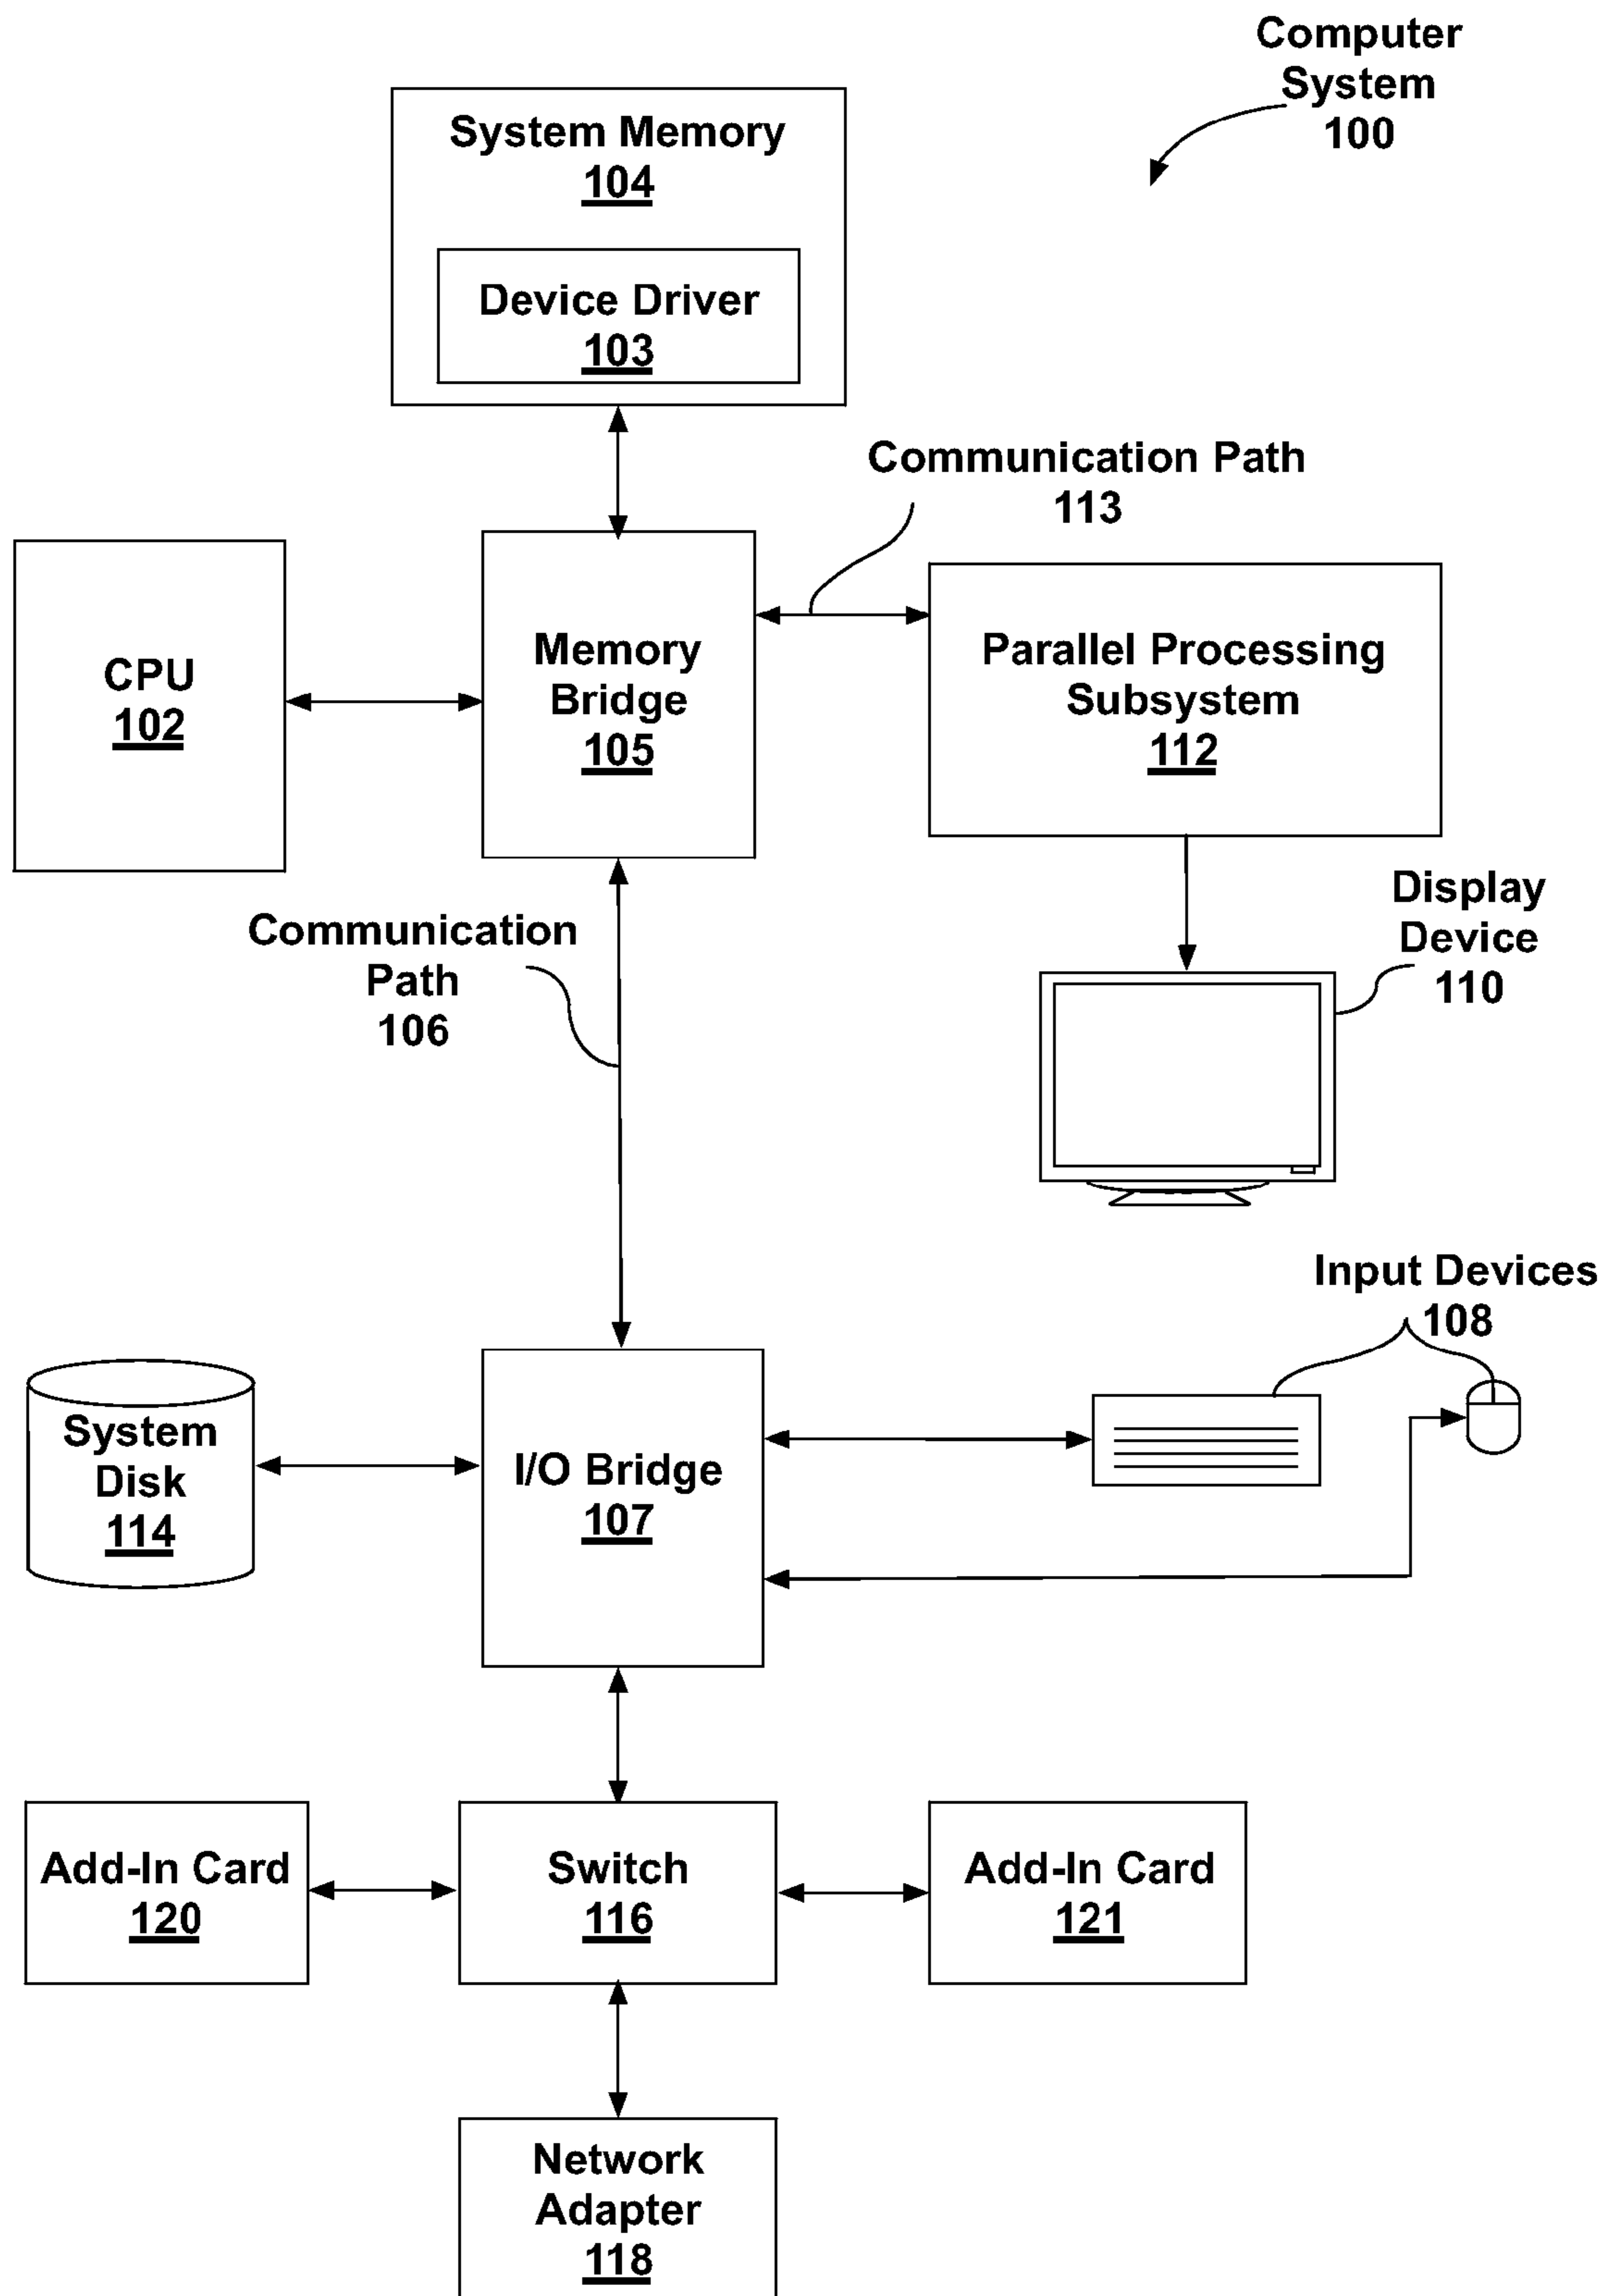 Computer
System
100
System Memory
104
Device Driver
103
Communication Path
113
CPU
102
Memory
Bridge
105
Parallel Processing
Subsystem
112
Communication
Path
106
Display
Device
110
Input Devices
108
System
Disk
114
I/O Bridge
107
Add-In Card
120
Switch
116
Add-In Card
121
Network
Adapter
118